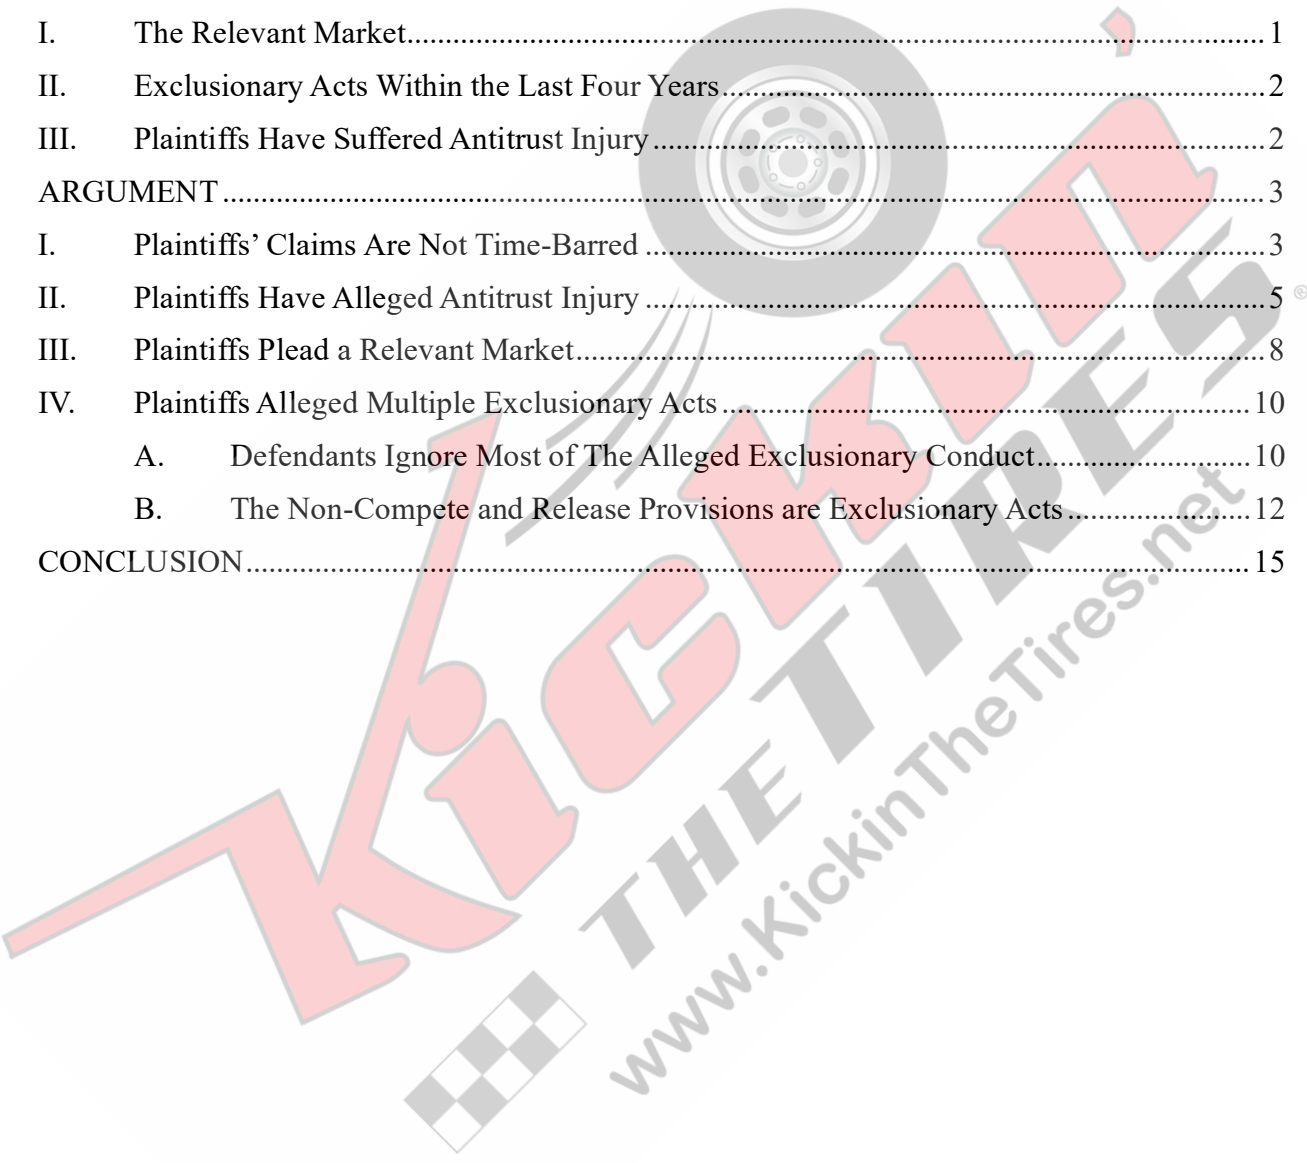 I. The Relevant Market........................................ 1
II. Exclusionary Acts Within the Last Four Years........................................ 2
III. Plaintiffs Have Suffered Antitrust Injury........................................ 2
ARGUMENT........................................ 3
I. Plaintiffs’ Claims Are Not Time-Barred........................................ 3
II. Plaintiffs Have Alleged Antitrust Injury........................................ 5
III. Plaintiffs Plead a Relevant Market........................................ 8
IV. Plaintiffs Alleged Multiple Exclusionary Acts........................................ 10
A. Defendants Ignore Most of The Alleged Exclusionary Conduct........................................ 10
B. The Non-Compete and Release Provisions are Exclusionary Acts........................................ 12
CONCLUSION........................................ 15
Kickin'
THE TIRES ®
www.KickinTheTires.net